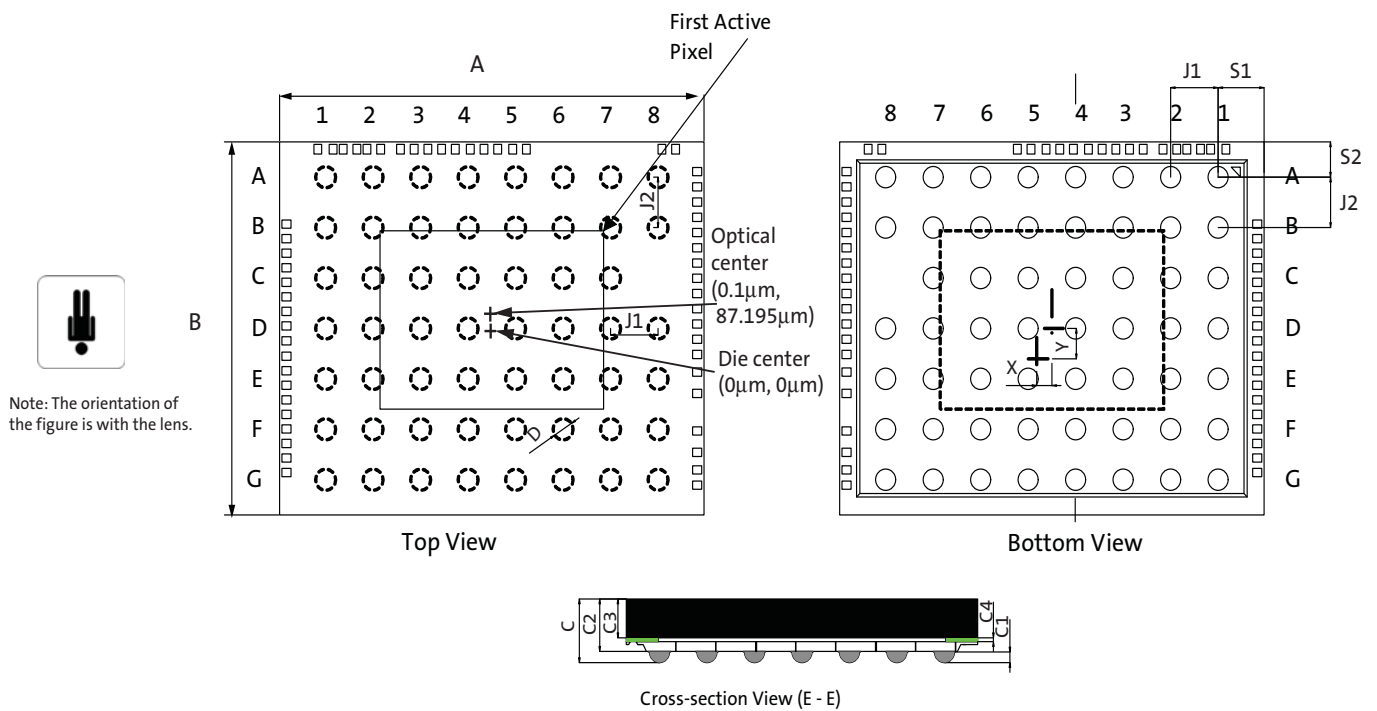 First Active
Pixel
A
1 2 3 4 5 6 7 8
A
B
C
D
E
F
G
B
J2
J1
D
Optical
center
(0.1µm,
87.195µm)
Die center
(0µm, 0µm)
Top View
Note: The orientation of
the figure is with the lens.
J1 S1
8 7 6 5 4 3 2 1
S2
J2
A
B
C
D
E
F
G
X
Y
Bottom View
C
C2
C3
C4
C1
Cross-section View (E - E)